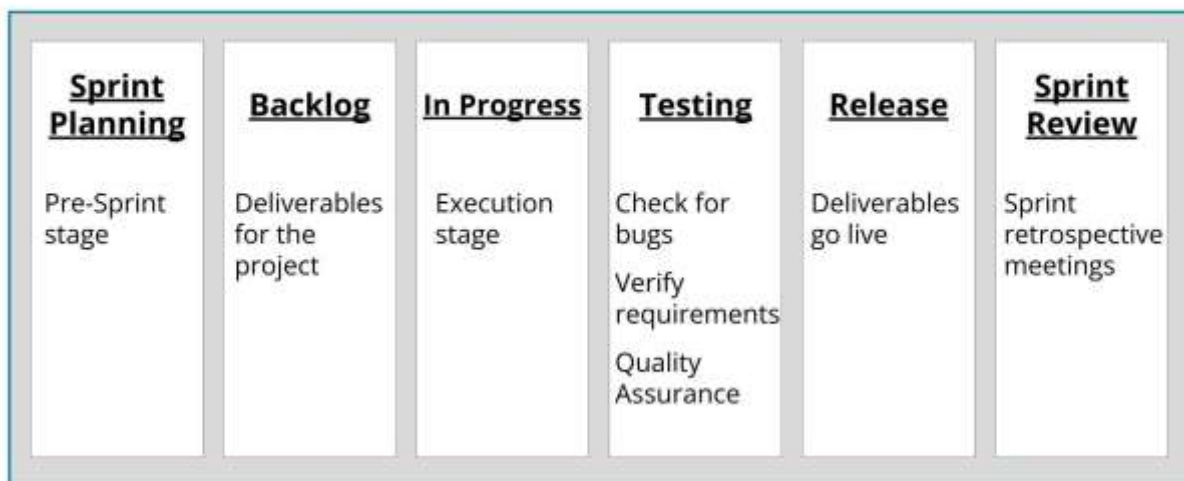 Sprint
Planning
Pre-Sprint
stage
Backlog
Deliverables
for the
project
In Progress
Execution
stage
Testing
Check for
bugs
Verify
requirements
Quality
Assurance
Release
Deliverables
go live
Sprint
Review
Sprint
retrospective
meetings